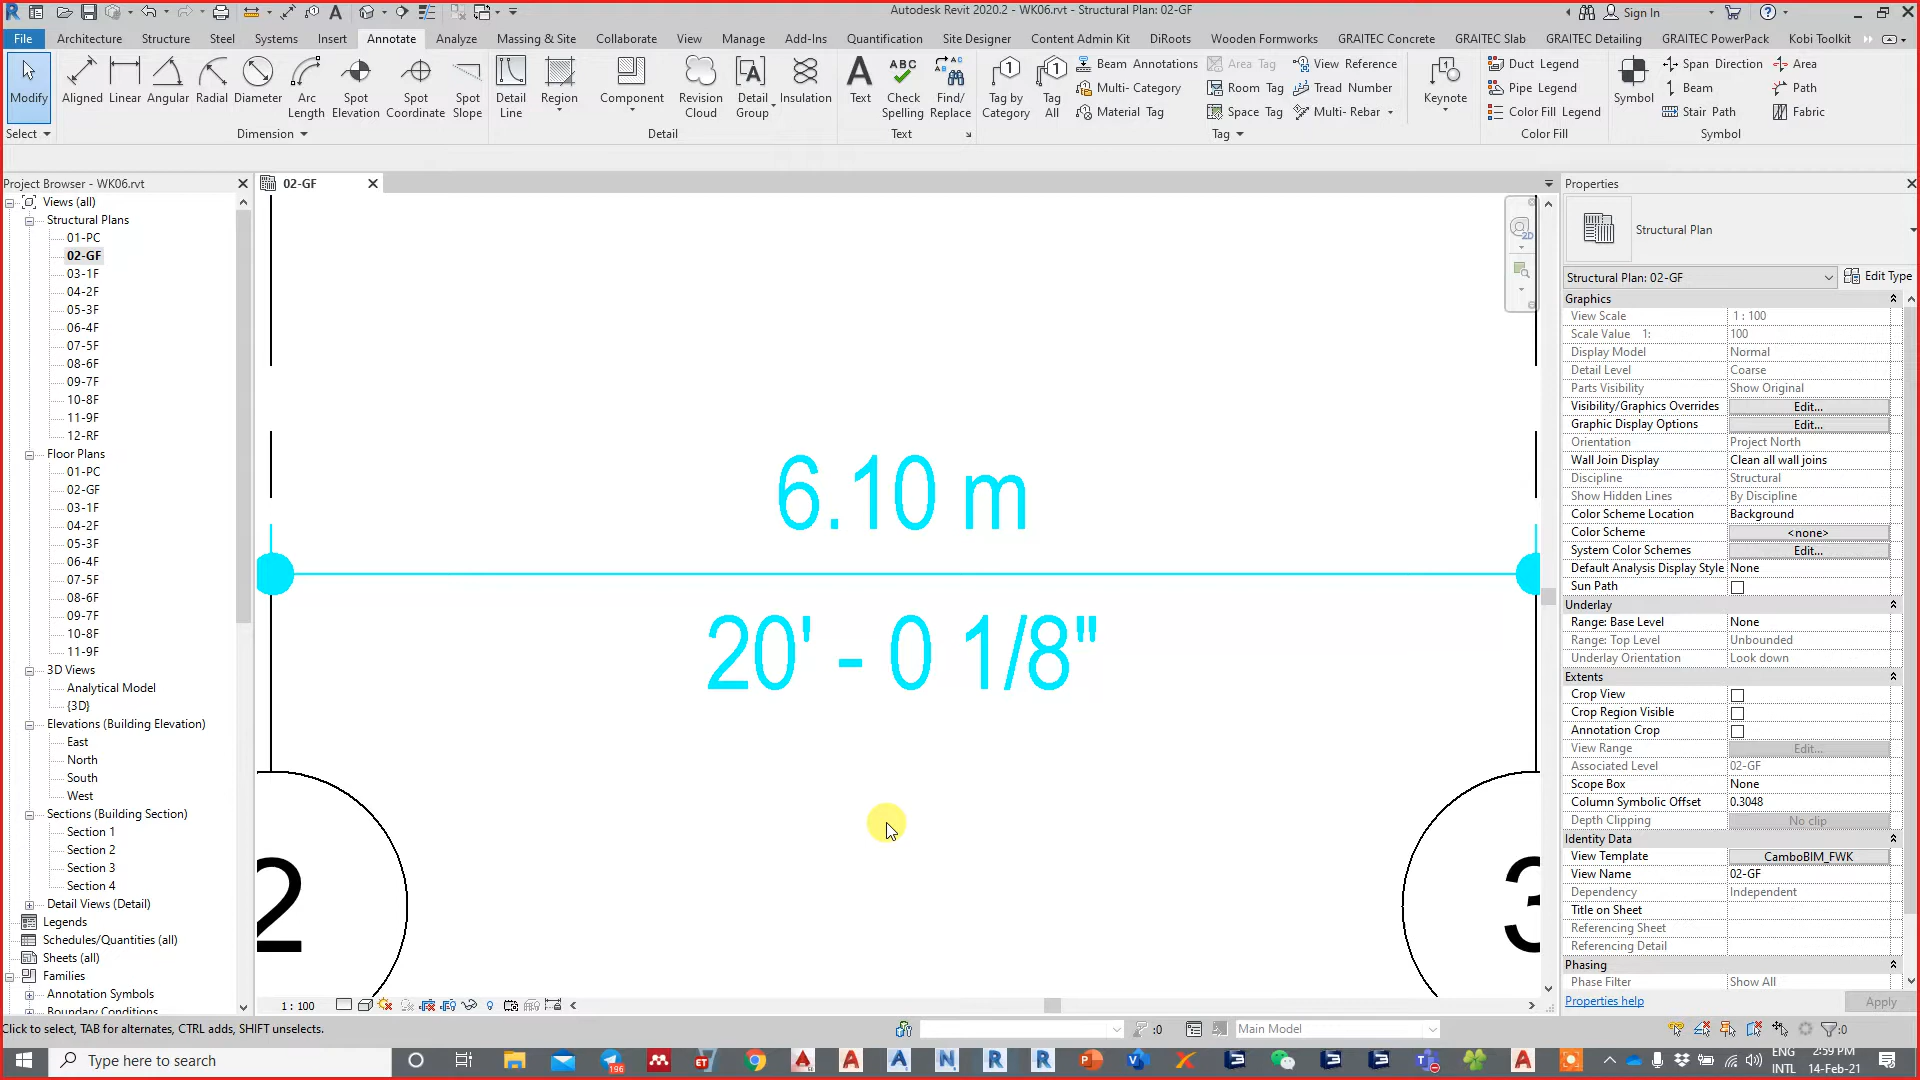 Autodesk Revit 2020.2 - WK06.rvt - Structural Plan: 02-GF
Sign In
File Architecture Structure Steel Systems Insert Annotate Analyze Massing & Site Collaborate View Manage Add-Ins Quantification Site Designer Content Admin Kit DiRoots Wooden Formworks GRAITEC Concrete GRAITEC Slab GRAITEC Detailing GRAITEC PowerPack Kobi Toolkit
Modify
Aligned Linear Angular Radial Diameter Arc Length Spot Elevation Spot Coordinate Spot Slope
Detail Line Region Component Revision Cloud Detail Group Insulation
Text Check Spelling Find/ Replace
Tag by Category Tag All
Beam Annotations Area Tag View Reference
Multi- Category Room Tag Tread Number
Material Tag Space Tag Multi- Rebar
Keynote
Duct Legend
Pipe Legend
Color Fill Legend
Symbol
Span Direction Area
Beam Path
Stair Path Fabric
Select Dimension Detail Text Tag Color Fill Symbol
Project Browser - WK06.rvt
Views (all)
Structural Plans
01-PC
02-GF
03-1F
04-2F
05-3F
06-4F
07-5F
08-6F
09-7F
10-8F
11-9F
12-RF
Floor Plans
01-PC
02-GF
03-1F
04-2F
05-3F
06-4F
07-5F
08-6F
09-7F
10-8F
11-9F
3D Views
Analytical Model
{3D}
Elevations (Building Elevation)
East
North
South
West
Sections (Building Section)
Section 1
Section 2
Section 3
Section 4
Detail Views (Detail)
Legends
Schedules/Quantities (all)
Sheets (all)
Families
Annotation Symbols
Boundary Conditions
02-GF
2D
6.10 m
20' - 0 1/8"
2
3
1 : 100
Properties
Structural Plan
Structural Plan: 02-GF Edit Type
Graphics
View Scale 1 : 100
Scale Value 1: 100
Display Model Normal
Detail Level Coarse
Parts Visibility Show Original
Visibility/Graphics Overrides Edit...
Graphic Display Options Edit...
Orientation Project North
Wall Join Display Clean all wall joins
Discipline Structural
Show Hidden Lines By Discipline
Color Scheme Location Background
Color Scheme <none>
System Color Schemes Edit...
Default Analysis Display Style None
Sun Path
Underlay
Range: Base Level None
Range: Top Level Unbounded
Underlay Orientation Look down
Extents
Crop View
Crop Region Visible
Annotation Crop
View Range Edit...
Associated Level 02-GF
Scope Box None
Column Symbolic Offset 0.3048
Depth Clipping No clip
Identity Data
View Template CamboBIM_FWK
View Name 02-GF
Dependency Independent
Title on Sheet
Referencing Sheet
Referencing Detail
Phasing
Phase Filter Show All
Properties help Apply
Click to select, TAB for alternates, CTRL adds, SHIFT unselects.
:0
Main Model
:0
Type here to search
196
ENG
INTL
2:59 PM
14-Feb-21